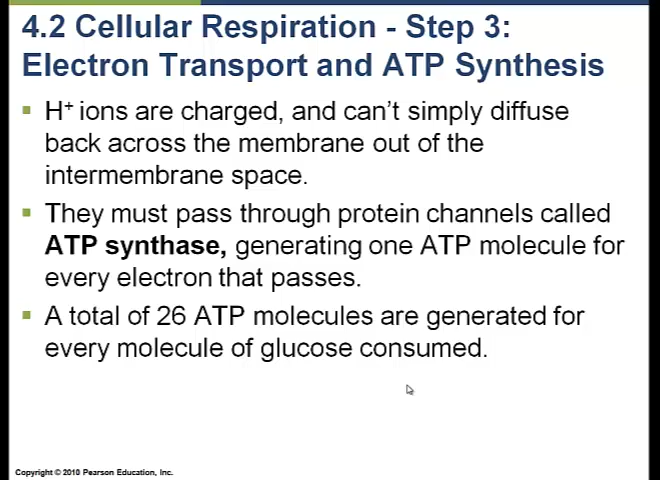 4.2 Cellular Respiration - Step 3:
Electron Transport and ATP Synthesis
▪ H⁺ ions are charged, and can't simply diffuse
back across the membrane out of the
intermembrane space.
▪ They must pass through protein channels called
ATP synthase, generating one ATP molecule for
every electron that passes.
▪ A total of 26 ATP molecules are generated for
every molecule of glucose consumed.
Copyright © 2010 Pearson Education, Inc.